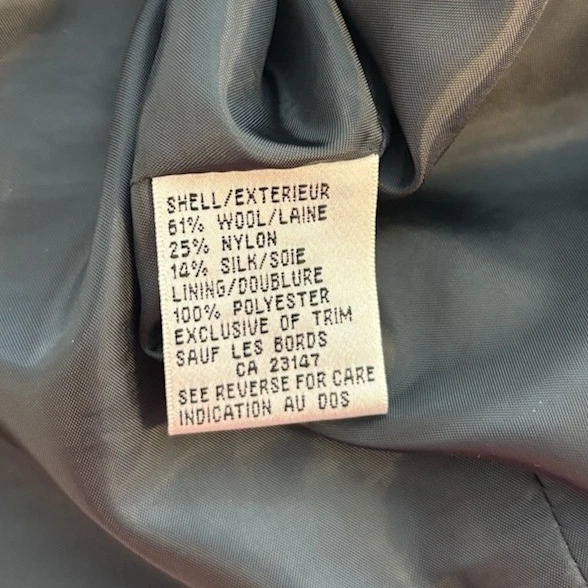 SHELL/EXTERIEUR
61% WOOL/LAINE
25% NYLON
14% SILK/SOIE
LINING/DOUBLURE
100% POLYESTER
EXCLUSIVE OF TRIM
SAUF LES BORDS
CA 23147
SEE REVERSE FOR CARE
INDICATION AU DOS